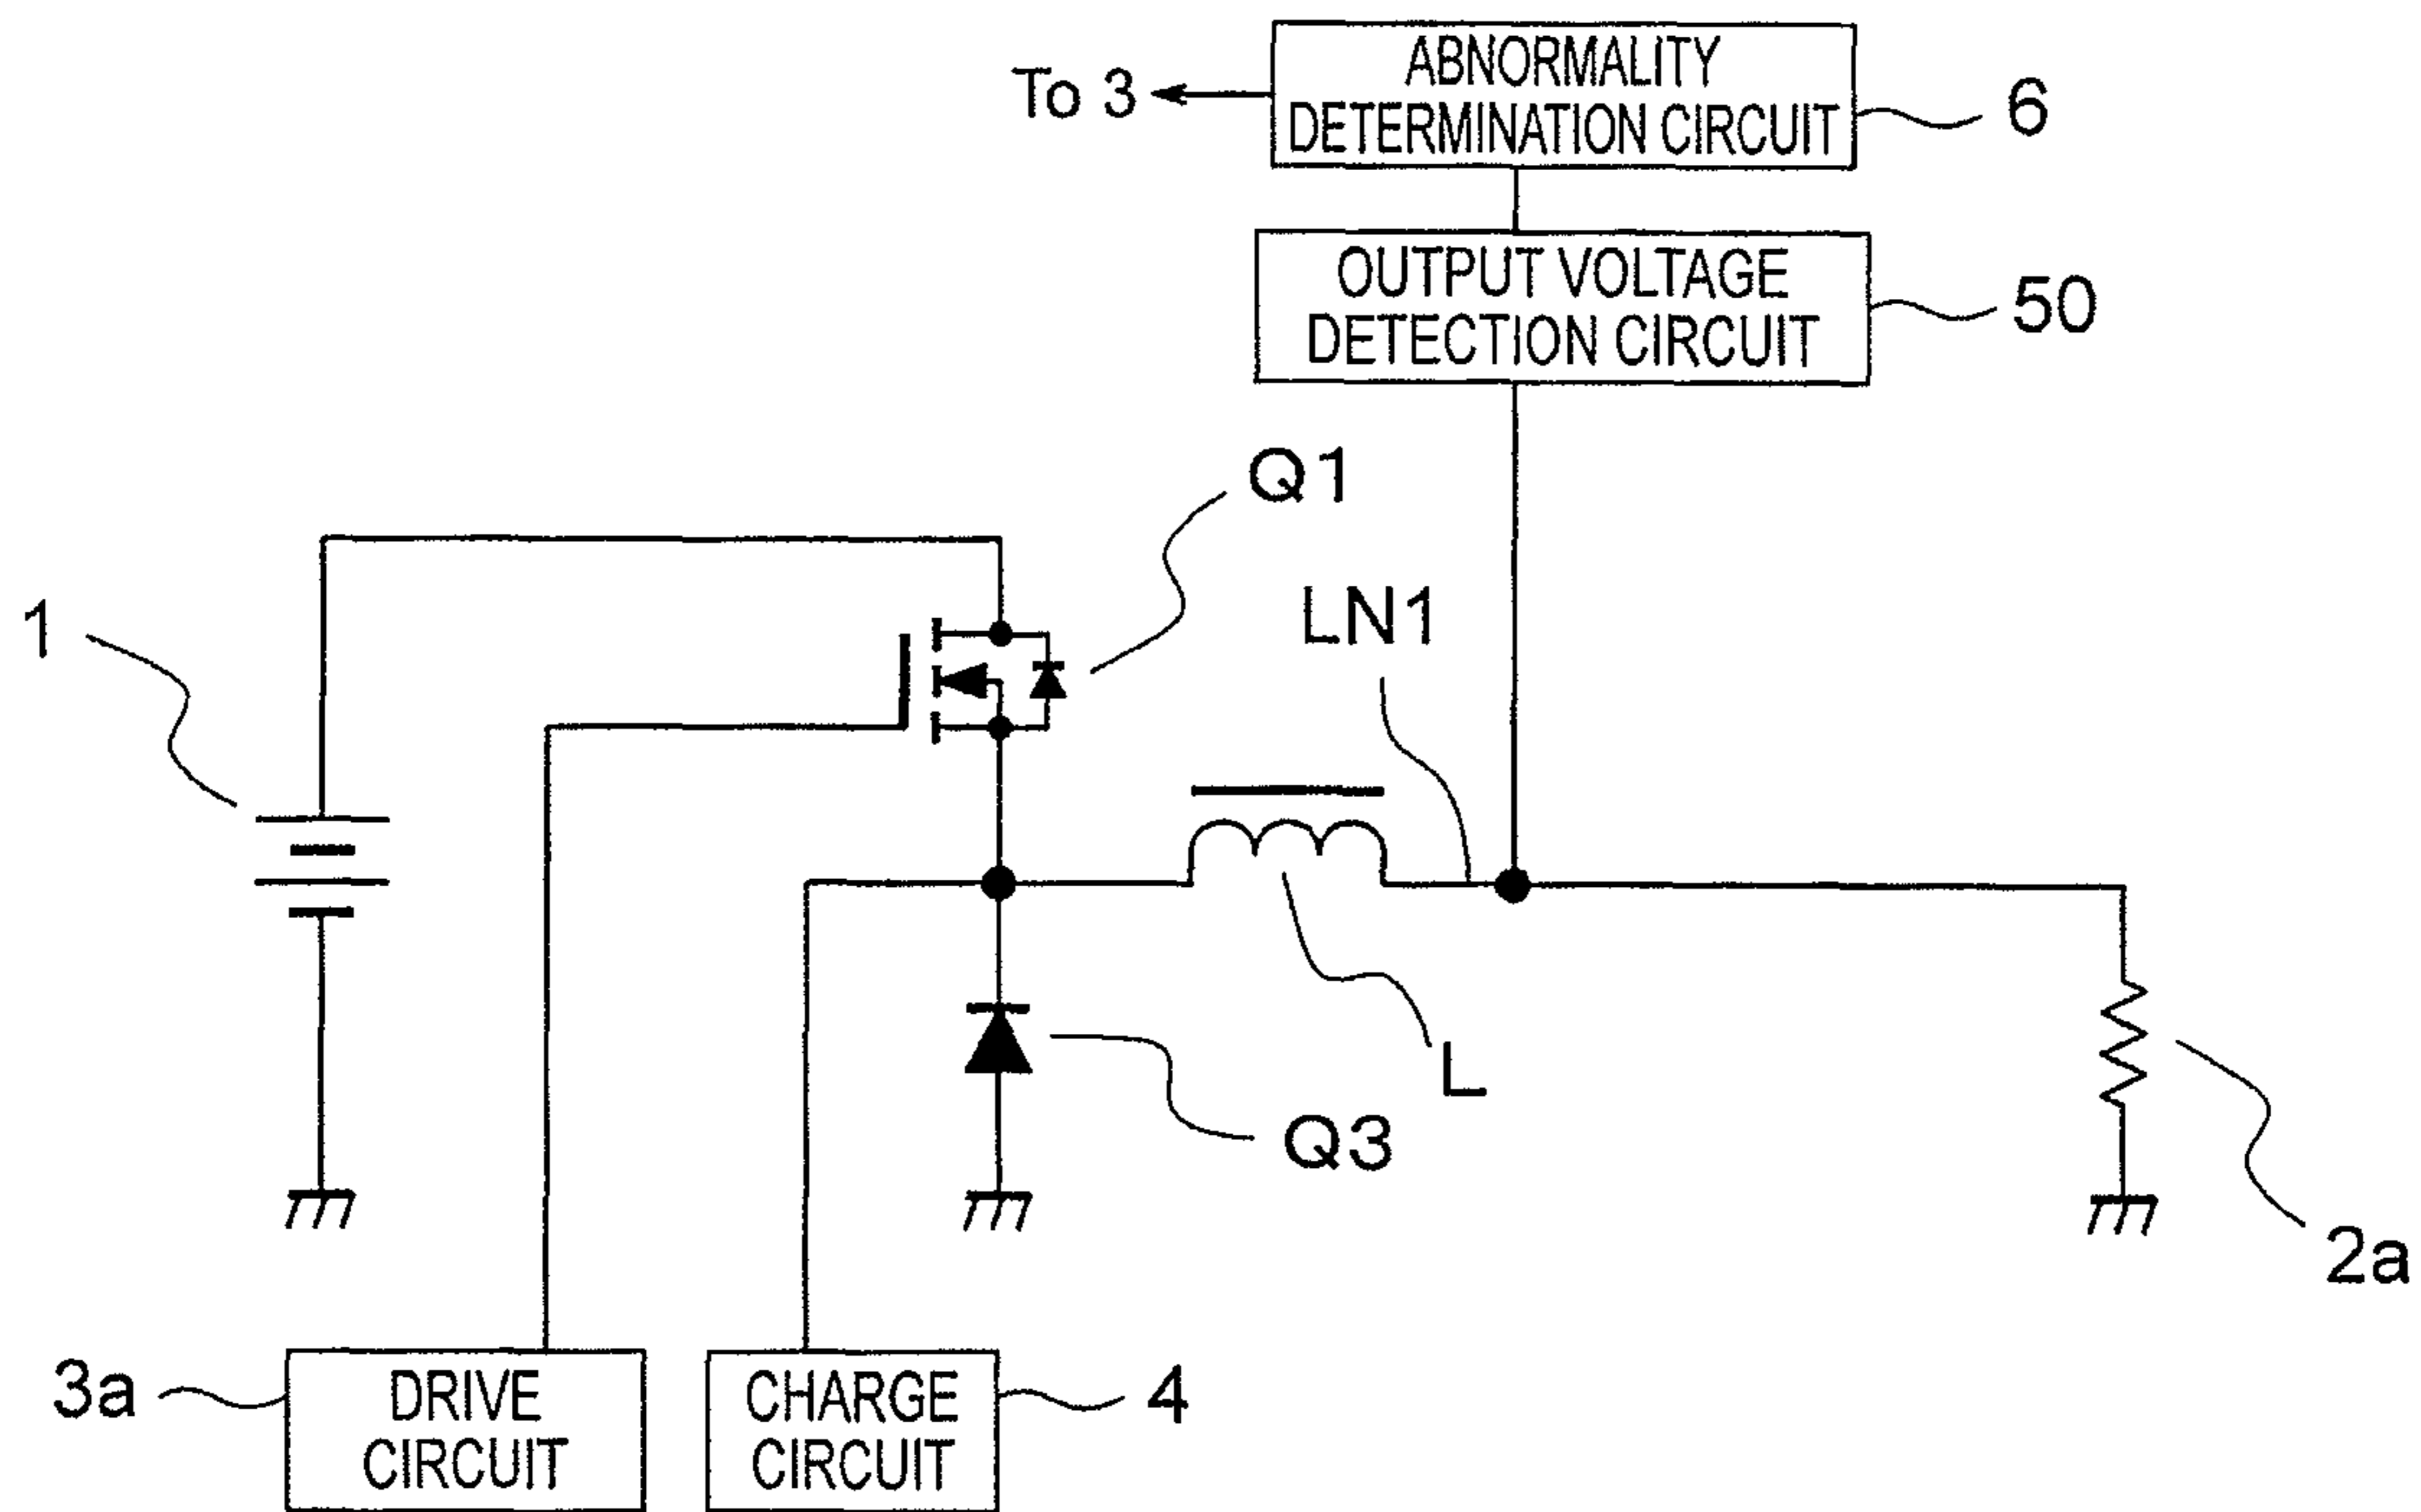 ABNORMALITY
DETERMINATION CIRCUIT
To 3
6
OUTPUT VOLTAGE
DETECTION CIRCUIT
50
Q1
LN1
1
L
Q3
2a
3a
DRIVE
CIRCUIT
CHARGE
CIRCUIT
4